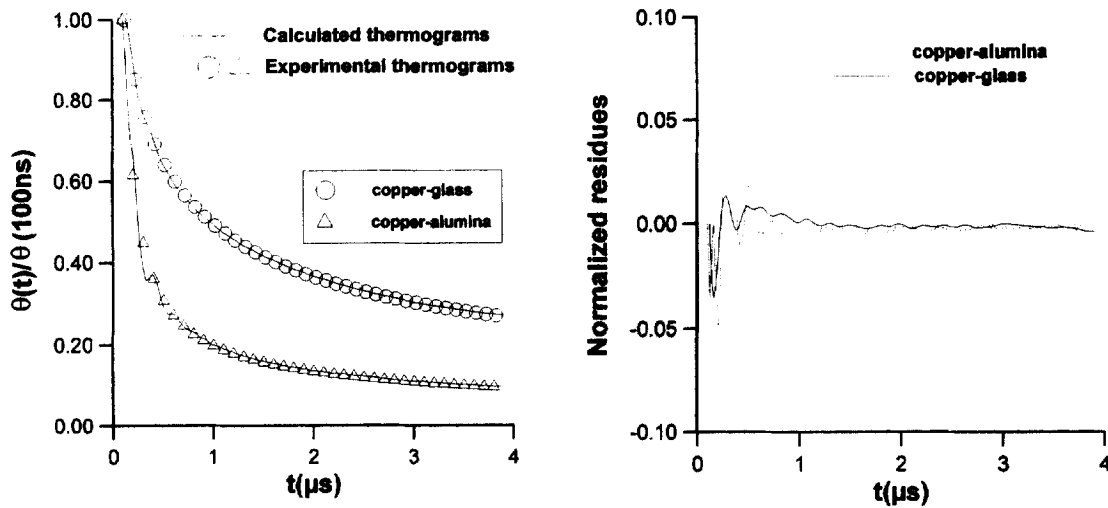 1.00
0.80
0.60
0.40
0.20
0.00
θ(t)/θ (100ns)
Calculated thermograms
Experimental thermograms
copper-glass
copper-alumina
0 1 2 3 4
t(µs)
0.10
0.05
0.00
-0.05
-0.10
Normalized residues
copper-alumina
copper-glass
0 1 2 3 4
t(µs)